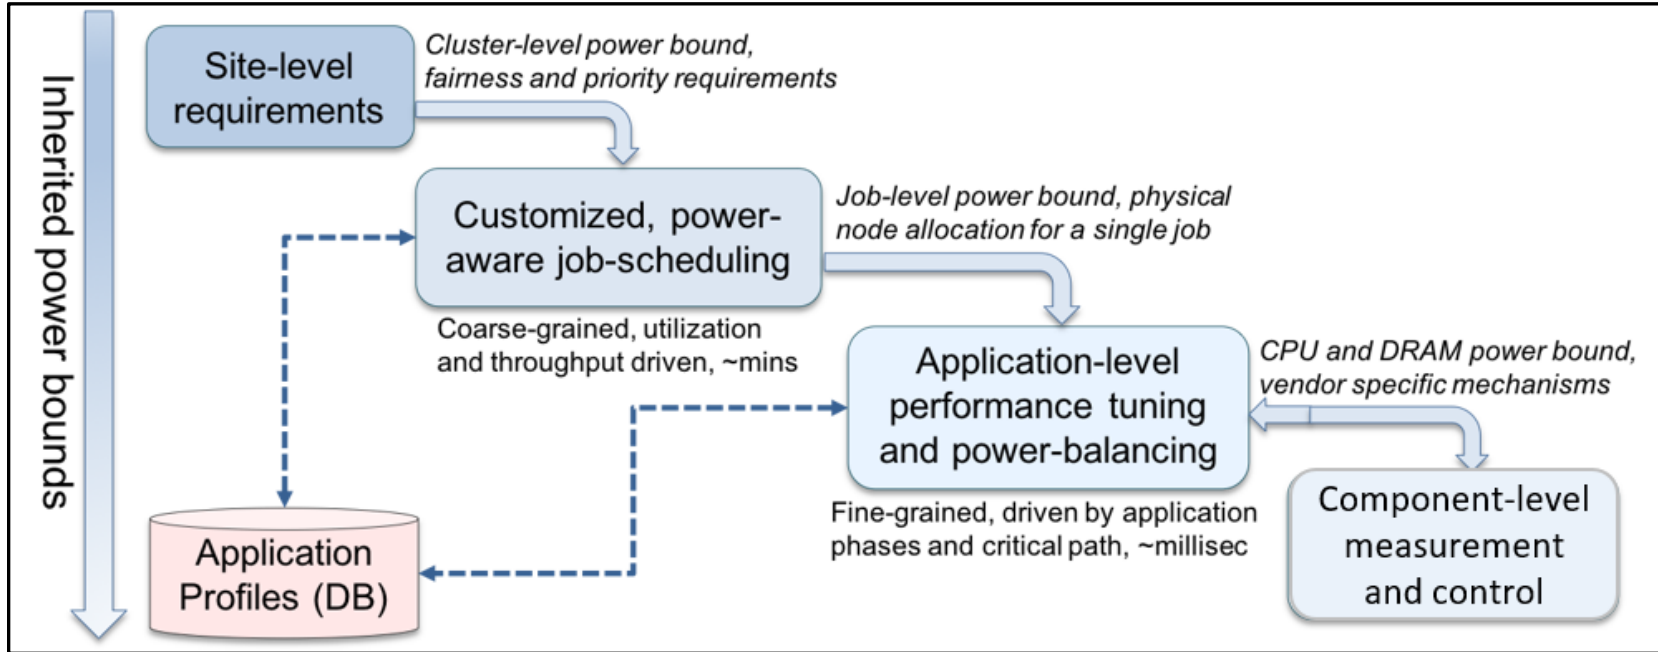 Inherited power bounds
Site-level
requirements
Cluster-level power bound,
fairness and priority requirements
Customized, power-
aware job-scheduling
Job-level power bound, physical
node allocation for a single job
Coarse-grained, utilization
and throughput driven, ~mins
Application-level
performance tuning
and power-balancing
CPU and DRAM power bound,
vendor specific mechanisms
Fine-grained, driven by application
phases and critical path, ~millisec
Component-level
measurement
and control
Application
Profiles (DB)